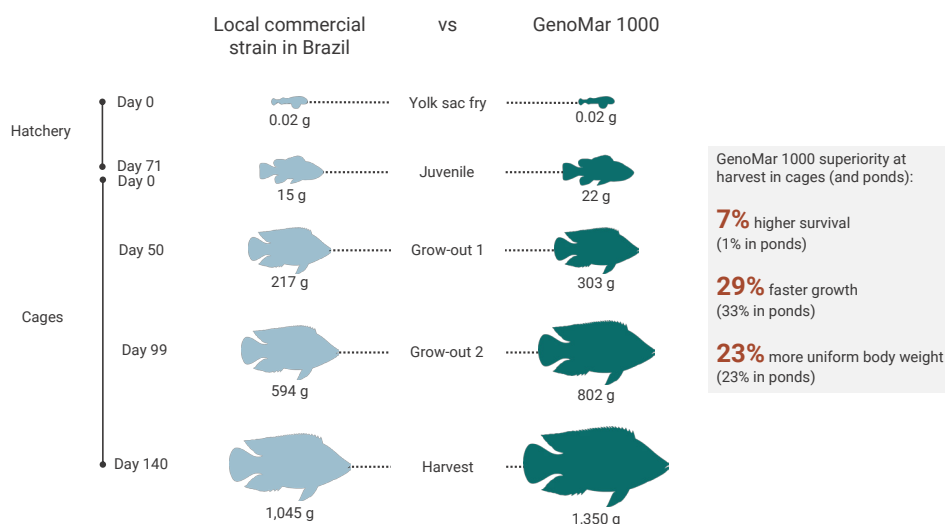 Local commercial
strain in Brazil
vs
GenoMar 1000
Hatchery
Day 0
Yolk sac fry
0.02 g
0.02 g
Day 71
Day 0
Juvenile
15 g
22 g
Day 50
Grow-out 1
217 g
303 g
Cages
Day 99
Grow-out 2
594 g
802 g
Day 140
Harvest
1,045 g
1,350 g
GenoMar 1000 superiority at
harvest in cages (and ponds):
7% higher survival
(1% in ponds)
29% faster growth
(33% in ponds)
23% more uniform body weight
(23% in ponds)